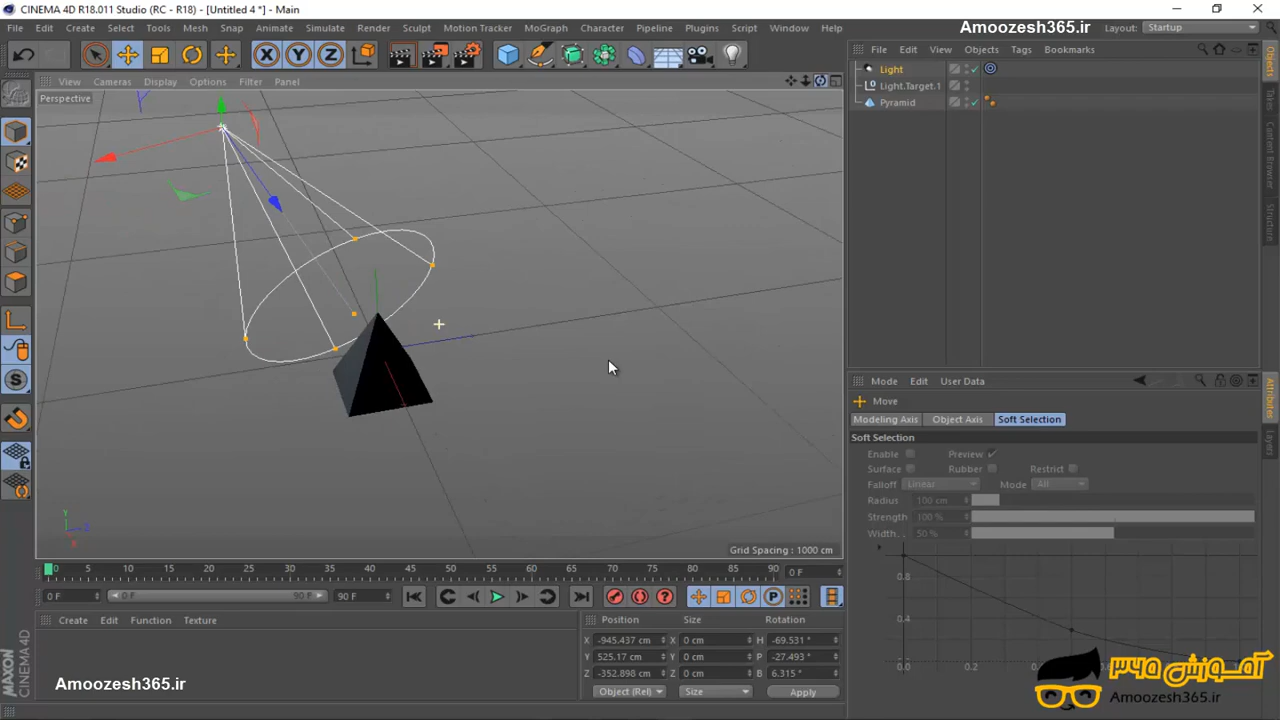 CINEMA 4D R18.011 Studio (RC - R18) - [Untitled 4 *] - Main
File Edit Create Select Tools Mesh Snap Animate Simulate Render Sculpt Motion Tracker MoGraph Character Pipeline Plugins Script Window Help
Amoozesh365.ir
Layout: Startup
X Y Z
File Edit View Objects Tags Bookmarks
View Cameras Display Options Filter Panel
Perspective
Light
Light.Target.1
Pyramid
Objects
Takes
Content Browser
Structure
Mode Edit User Data
Move
Modeling Axis Object Axis Soft Selection
Soft Selection
Enable Preview
Surface Rubber Restrict
Falloff Linear Mode All
Radius 100 cm
Strength 100 %
Width.. 50 %
0.8
0.4
0.0 0.2
Attributes
Layers
Y
Z
X
Grid Spacing : 1000 cm
0 5 10 15 20 25 30 35 40 45 50 55 60 65 70 75 80 85 90 0 F
0 F 0 F 90 F 90 F
Create Edit Function Texture
Position Size Rotation
X -945.437 cm X 0 cm H -69.531 °
Y 525.17 cm Y 0 cm P -27.493 °
Z -352.898 cm Z 0 cm B 6.315 °
Object (Rel) Size Apply
MAXON CINEMA 4D
Amoozesh365.ir
آموزش ۳۶۵
Amoozesh365.ir